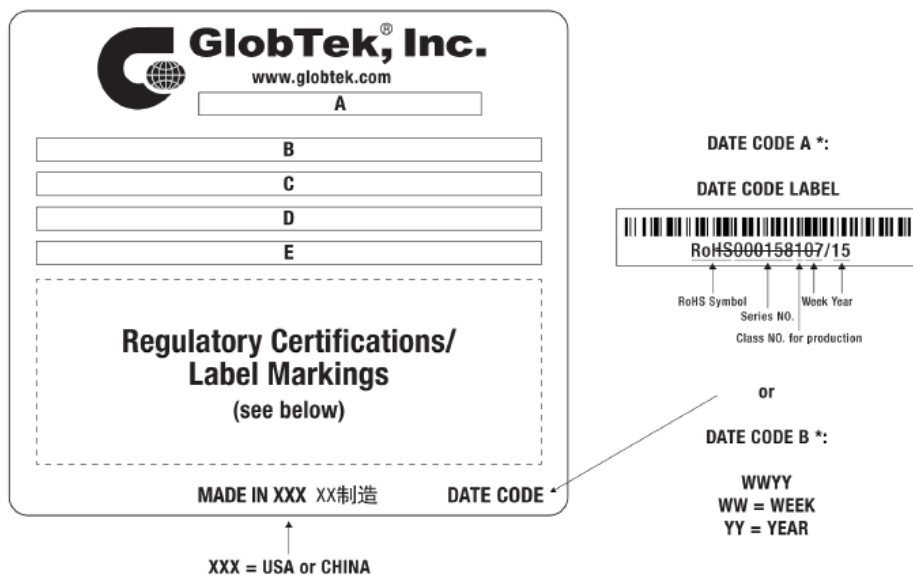 GlobTek,® Inc.
www.globtek.com
A
B
C
D
E
Regulatory Certifications/
Label Markings
(see below)
MADE IN XXX XX制造 DATE CODE
XXX = USA or CHINA
DATE CODE A *:
DATE CODE LABEL
RoHS000158107/15
RoHS Symbol
Series NO.
Week Year
Class NO. for production
or
DATE CODE B *:
WWYY
WW = WEEK
YY = YEAR